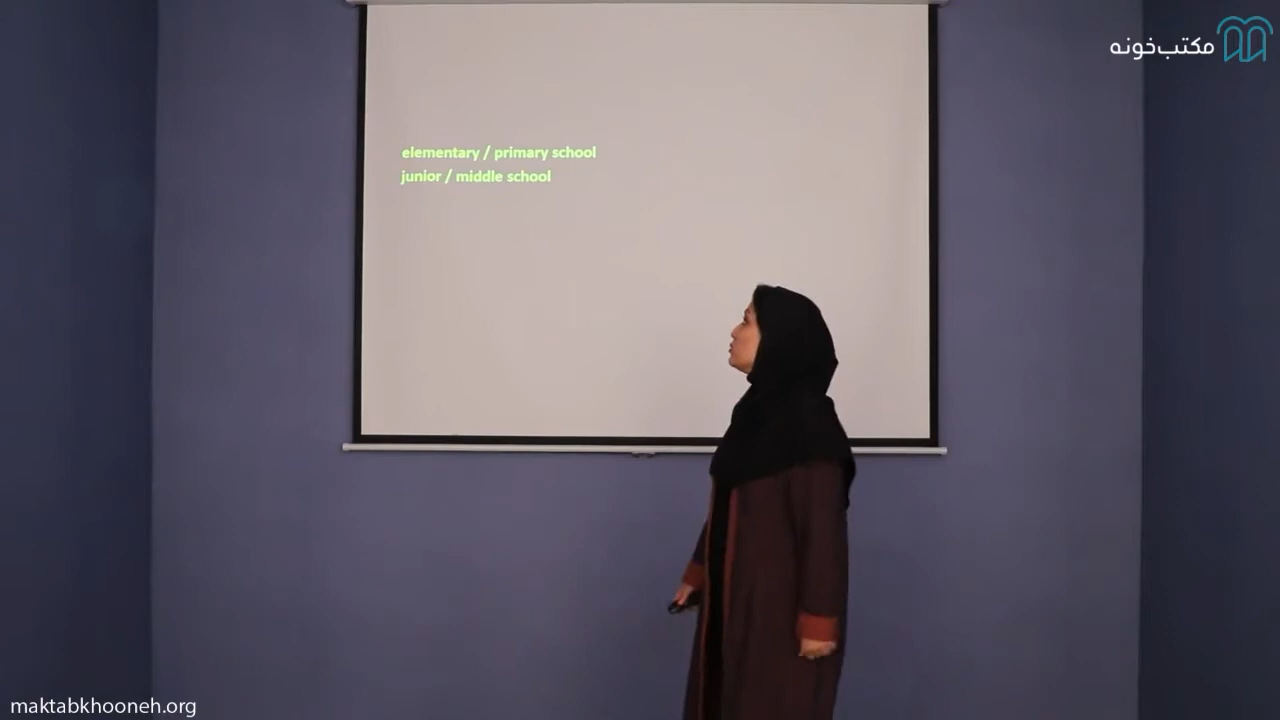 مکتب‌خونه
elementary / primary school
junior / middle school
maktabkhooneh.org